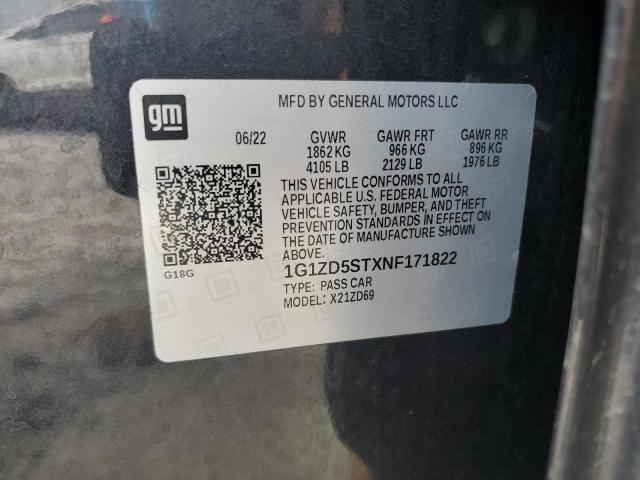 gm
MFD BY GENERAL MOTORS LLC
06/22 GVWR GAWR FRT GAWR RR
1862 KG 966 KG 896 KG
4105 LB 2129 LB 1976 LB
THIS VEHICLE CONFORMS TO ALL
APPLICABLE U.S. FEDERAL MOTOR
VEHICLE SAFETY, BUMPER, AND THEFT
PREVENTION STANDARDS IN EFFECT ON
THE DATE OF MANUFACTURE SHOWN
ABOVE.
G18G
1G1ZD5STXNF171822
TYPE: PASS CAR
MODEL: X21ZD69